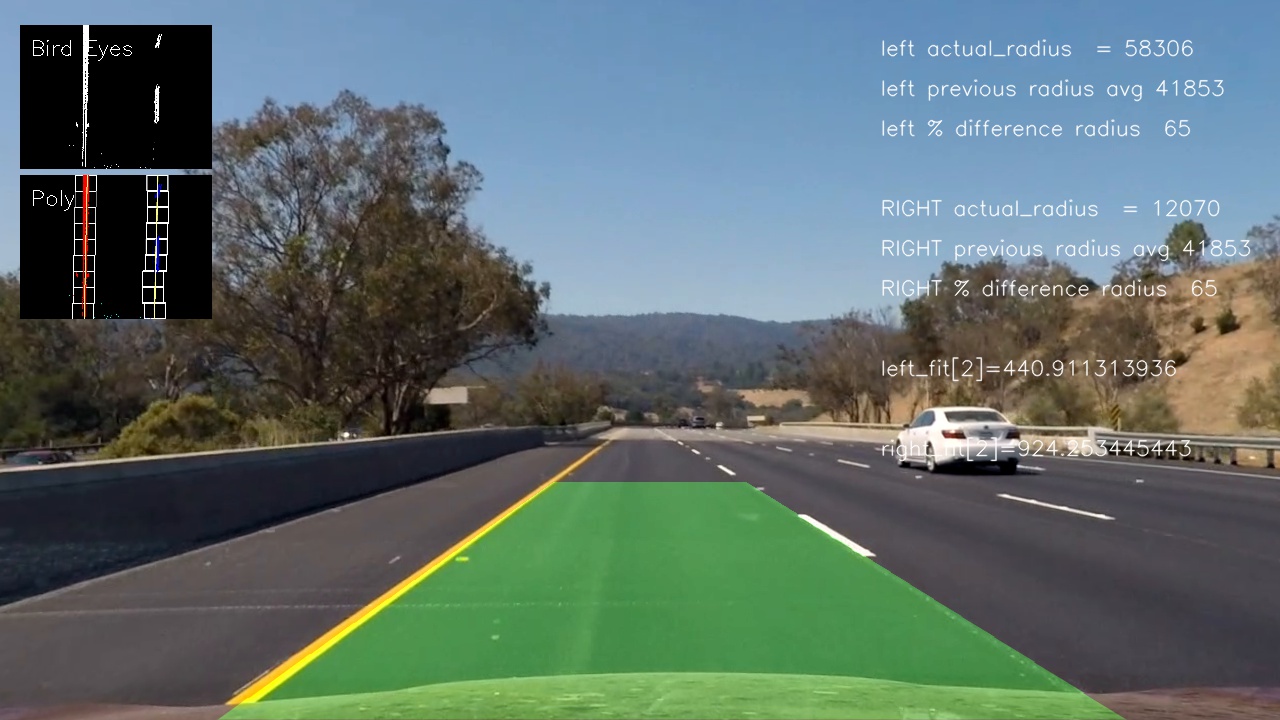 Bird Eyes
Poly
left actual_radius = 58306
left previous radius avg 41853
left % difference radius 65
RIGHT actual_radius = 12070
RIGHT previous radius avg 41853
RIGHT % difference radius 65
left_fit[2]=440.911313936
right_fit[2]=924.253445443